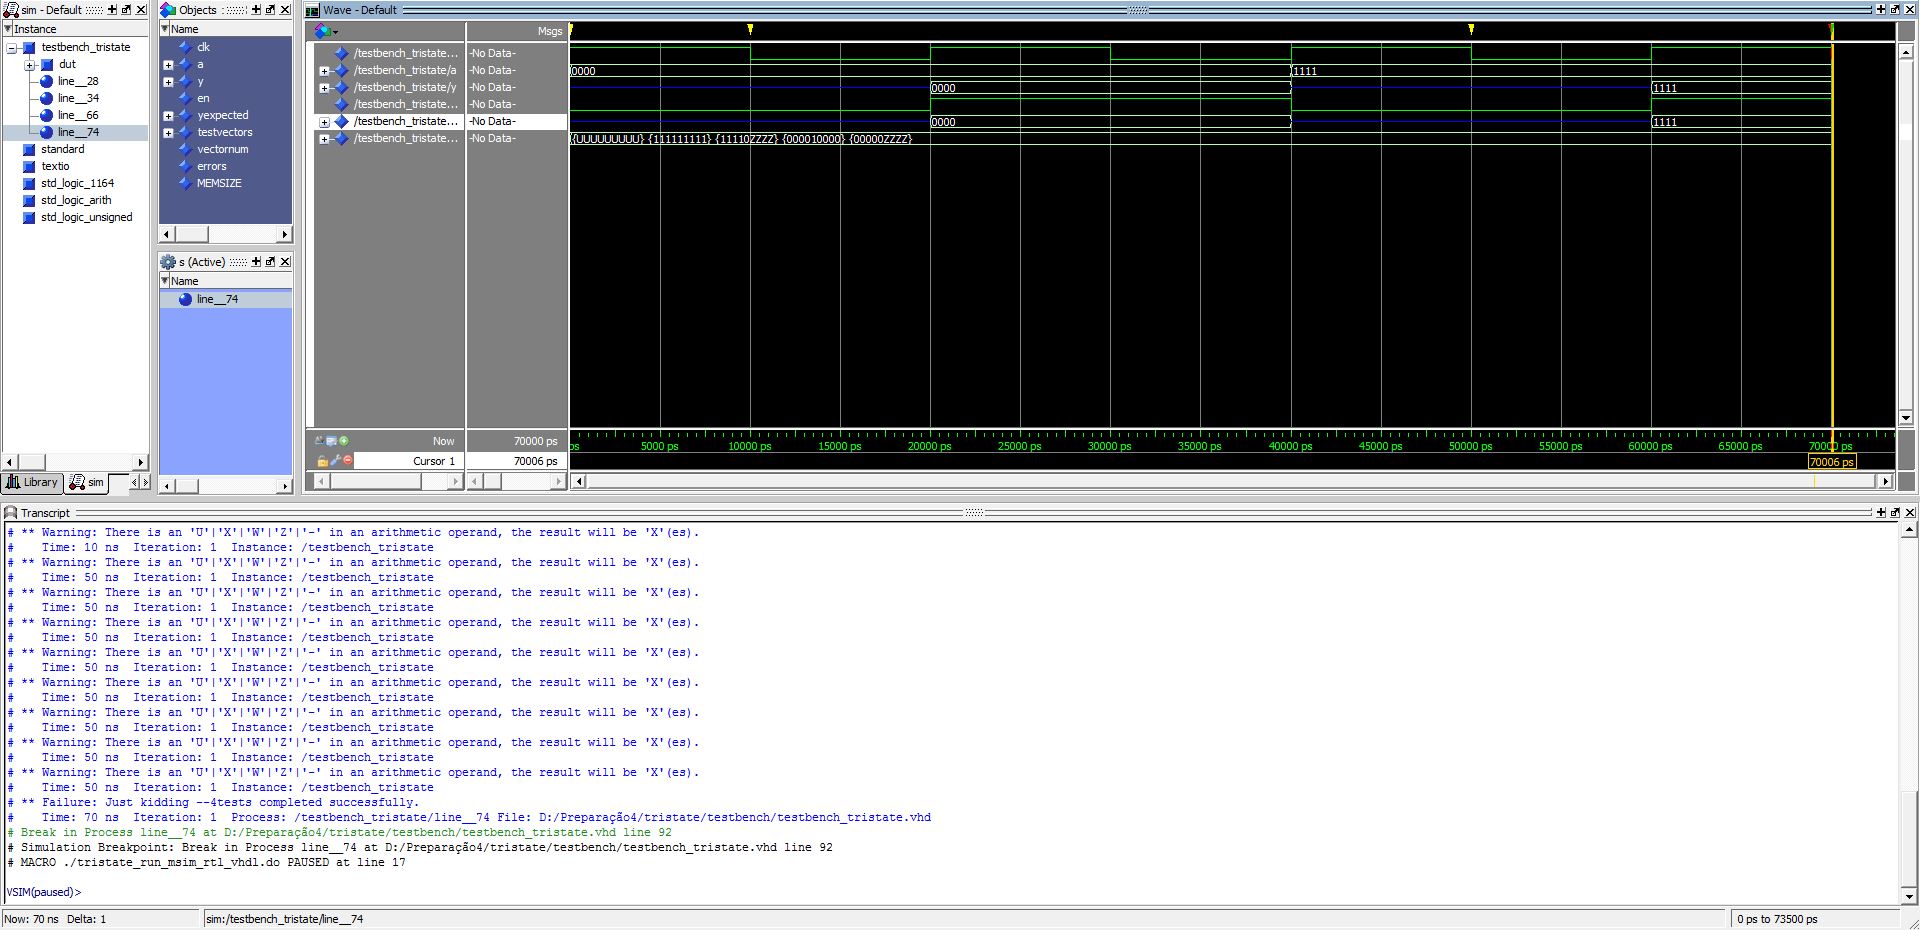 sim - Default
Instance
testbench_tristate
dut
line__28
line__34
line__66
line__74
standard
textio
std_logic_1164
std_logic_arith
std_logic_unsigned
Library
sim
Objects
Name
clk
a
y
en
yexpected
testvectors
vectornum
errors
MEMSIZE
s (Active)
Name
line__74
Wave - Default
Msgs
/testbench_tristate... -No Data-
/testbench_tristate/a -No Data- 0000 1111
/testbench_tristate/y -No Data- 0000 1111
/testbench_tristate... -No Data-
/testbench_tristate... -No Data- 0000 1111
/testbench_tristate... -No Data- {{UUUUUUUUU} {111111111} {11110ZZZZ} {000010000} {00000ZZZZ}
Now 70000 ps
ps 5000 ps 10000 ps 15000 ps 20000 ps 25000 ps 30000 ps 35000 ps 40000 ps 45000 ps 50000 ps 55000 ps 60000 ps 65000 ps 70000 ps
Cursor 1 70006 ps
70006 ps
Transcript
# ** Warning: There is an 'U'|'X'|'W'|'Z'|'-' in an arithmetic operand, the result will be 'X'(es).
#    Time: 10 ns  Iteration: 1  Instance: /testbench_tristate
# ** Warning: There is an 'U'|'X'|'W'|'Z'|'-' in an arithmetic operand, the result will be 'X'(es).
#    Time: 50 ns  Iteration: 1  Instance: /testbench_tristate
# ** Warning: There is an 'U'|'X'|'W'|'Z'|'-' in an arithmetic operand, the result will be 'X'(es).
#    Time: 50 ns  Iteration: 1  Instance: /testbench_tristate
# ** Warning: There is an 'U'|'X'|'W'|'Z'|'-' in an arithmetic operand, the result will be 'X'(es).
#    Time: 50 ns  Iteration: 1  Instance: /testbench_tristate
# ** Warning: There is an 'U'|'X'|'W'|'Z'|'-' in an arithmetic operand, the result will be 'X'(es).
#    Time: 50 ns  Iteration: 1  Instance: /testbench_tristate
# ** Warning: There is an 'U'|'X'|'W'|'Z'|'-' in an arithmetic operand, the result will be 'X'(es).
#    Time: 50 ns  Iteration: 1  Instance: /testbench_tristate
# ** Warning: There is an 'U'|'X'|'W'|'Z'|'-' in an arithmetic operand, the result will be 'X'(es).
#    Time: 50 ns  Iteration: 1  Instance: /testbench_tristate
# ** Warning: There is an 'U'|'X'|'W'|'Z'|'-' in an arithmetic operand, the result will be 'X'(es).
#    Time: 50 ns  Iteration: 1  Instance: /testbench_tristate
# ** Warning: There is an 'U'|'X'|'W'|'Z'|'-' in an arithmetic operand, the result will be 'X'(es).
#    Time: 50 ns  Iteration: 1  Instance: /testbench_tristate
# ** Failure: Just kidding --4tests completed successfully.
#    Time: 70 ns  Iteration: 1  Process: /testbench_tristate/line__74 File: D:/Preparação4/tristate/testbench/testbench_tristate.vhd
# Break in Process line__74 at D:/Preparação4/tristate/testbench/testbench_tristate.vhd line 92
# Simulation Breakpoint: Break in Process line__74 at D:/Preparação4/tristate/testbench/testbench_tristate.vhd line 92
# MACRO ./tristate_run_msim_rtl_vhdl.do PAUSED at line 17
VSIM(paused)>
Now: 70 ns  Delta: 1
sim:/testbench_tristate/line__74
0 ps to 73500 ps